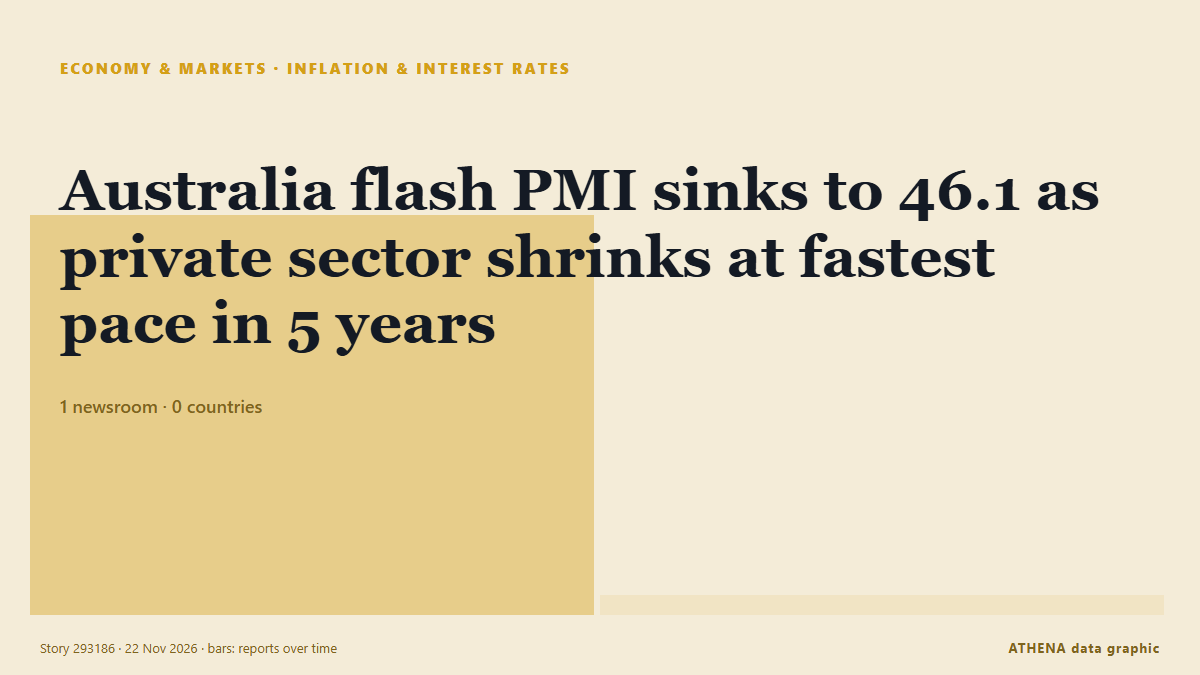 ECONOMY & MARKETS · INFLATION & INTEREST RATES
Australia flash PMI sinks to 46.1 as
private sector shrinks at fastest
pace in 5 years
1 newsroom · 0 countries
Story 293186 · 22 Nov 2026 · bars: reports over time
ATHENA data graphic